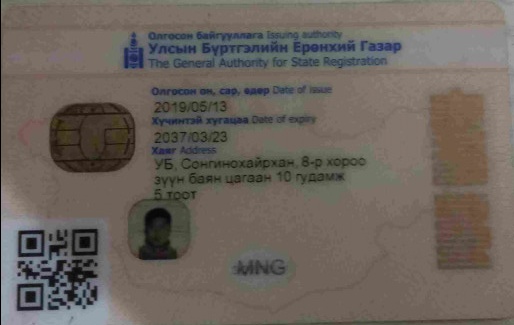 Олгосон байгууллага Issuing authority
Улсын Бүртгэлийн Ерөнхий Газар
The General Authority for State Registration
Олгосон он, сар, өдөр Date of issue
2019/05/13
Хүчинтэй хугацаа Date of expiry
2037/03/23
Хаяг Address
УБ, Сонгинохайрхан, 8-р хороо
зүүн баян цагаан 10 гудамж
5 тоот
MNG